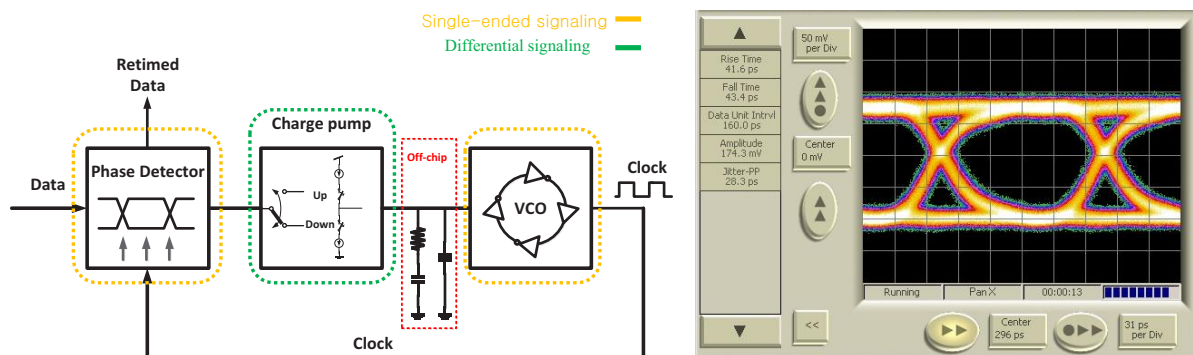 Single-ended signaling
Differential signaling
Retimed
Data
Charge pump
Off-chip
Phase Detector
Data
Up
Down
VCO
Clock
Clock
50 mV
per Div
Rise Time
41.6 ps
Fall Time
43.4 ps
Data Unit Intrvl
160.0 ps
Amplitude
174.3 mV
Jitter-PP
28.3 ps
Center
0 mV
Running
Pan X
00:00:13
<<
Center
296 ps
31 ps
per Div